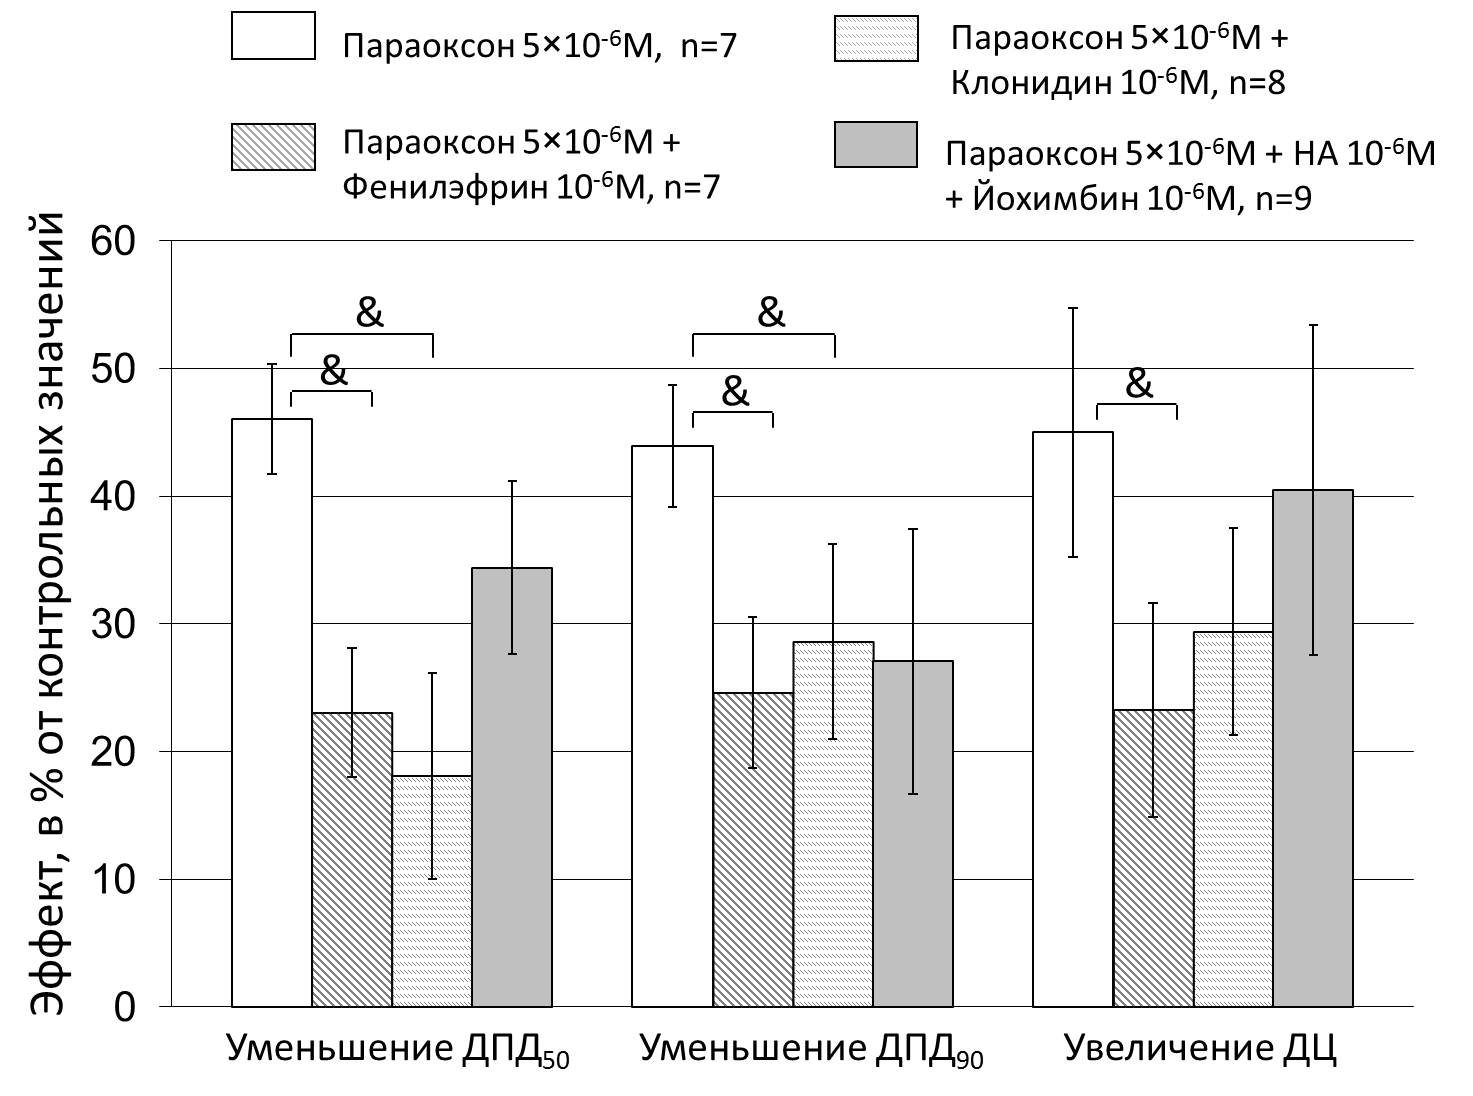 Параоксон 5×10⁻⁶М, n=7
Параоксон 5×10⁻⁶М +
Клонидин 10⁻⁶М, n=8
Параоксон 5×10⁻⁶М +
Фенилэфрин 10⁻⁶М, n=7
Параоксон 5×10⁻⁶М + НА 10⁻⁶М
+ Йохимбин 10⁻⁶М, n=9
Эффект, в % от контрольных значений
60
50
40
30
20
10
0
&
&
&
&
&
Уменьшение ДПД₅₀
Уменьшение ДПД₉₀
Увеличение ДЦ